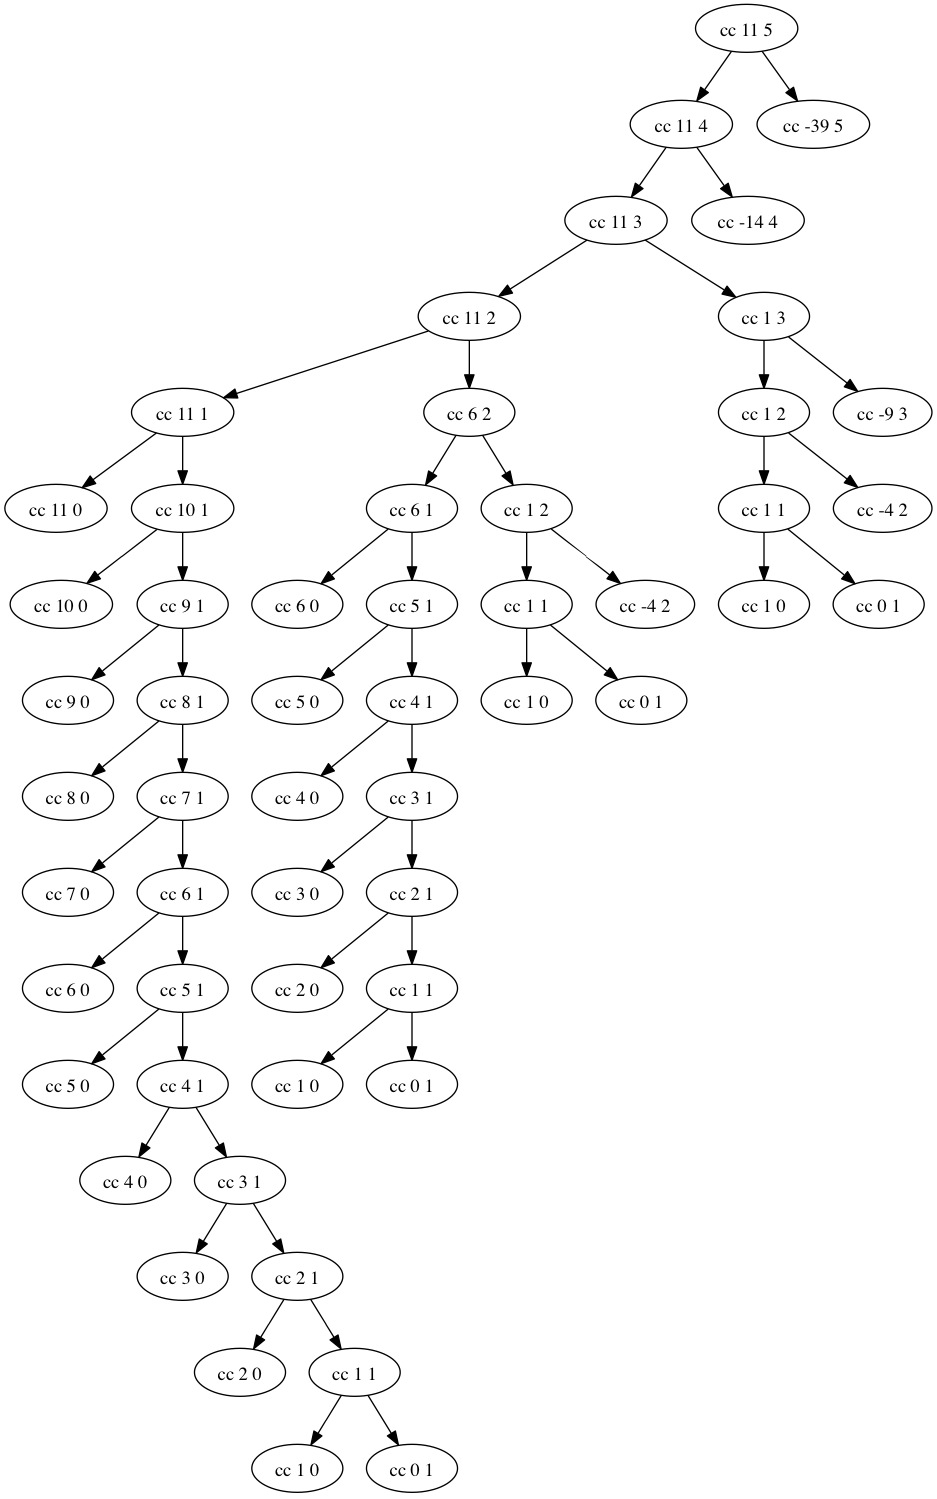 cc 11 5
cc 11 4
cc -39 5
cc 11 3
cc -14 4
cc 11 2
cc 1 3
cc 11 1
cc 6 2
cc 1 2
cc -9 3
cc 11 0
cc 10 1
cc 6 1
cc 1 2
cc 1 1
cc -4 2
cc 10 0
cc 9 1
cc 6 0
cc 5 1
cc 1 1
cc -4 2
cc 1 0
cc 0 1
cc 9 0
cc 8 1
cc 5 0
cc 4 1
cc 1 0
cc 0 1
cc 8 0
cc 7 1
cc 4 0
cc 3 1
cc 7 0
cc 6 1
cc 3 0
cc 2 1
cc 6 0
cc 5 1
cc 2 0
cc 1 1
cc 5 0
cc 4 1
cc 1 0
cc 0 1
cc 4 0
cc 3 1
cc 3 0
cc 2 1
cc 2 0
cc 1 1
cc 1 0
cc 0 1